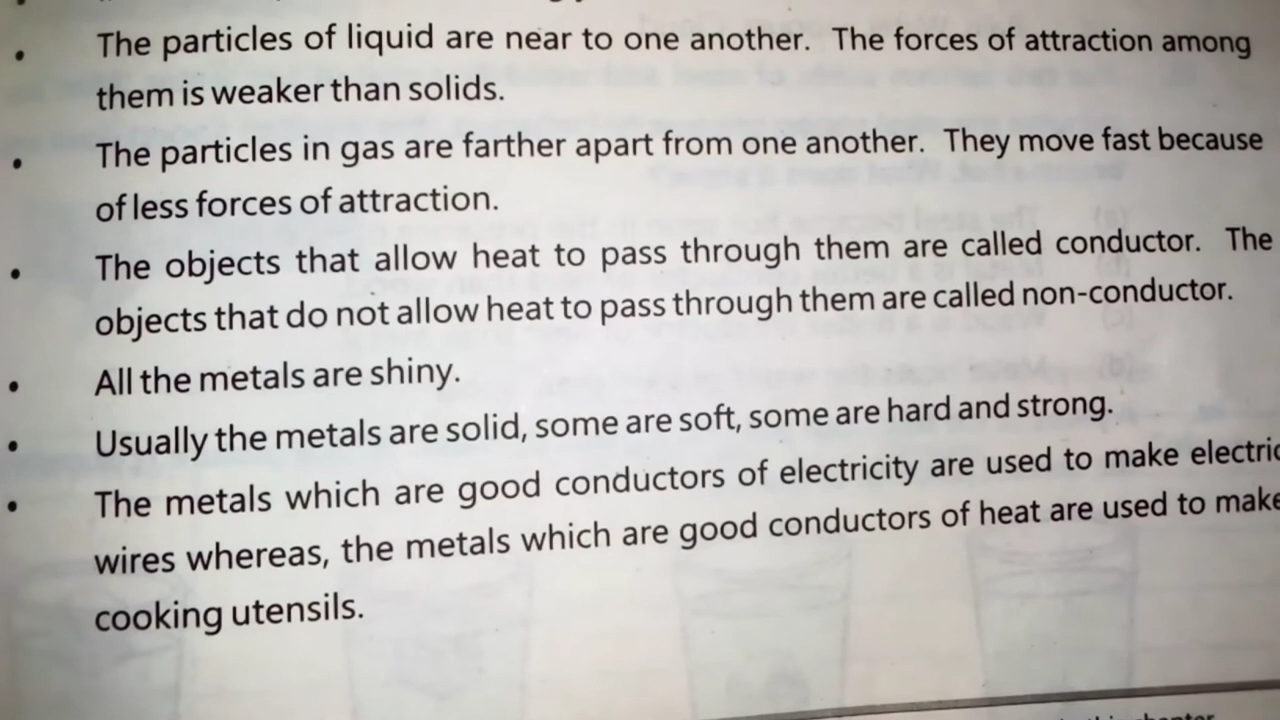 • The particles of liquid are near to one another. The forces of attraction among
them is weaker than solids.
• The particles in gas are farther apart from one another. They move fast because
of less forces of attraction.
• The objects that allow heat to pass through them are called conductor. The
objects that do not allow heat to pass through them are called non-conductor.
• All the metals are shiny.
• Usually the metals are solid, some are soft, some are hard and strong.
• The metals which are good conductors of electricity are used to make electric
wires whereas, the metals which are good conductors of heat are used to make
cooking utensils.
chapter